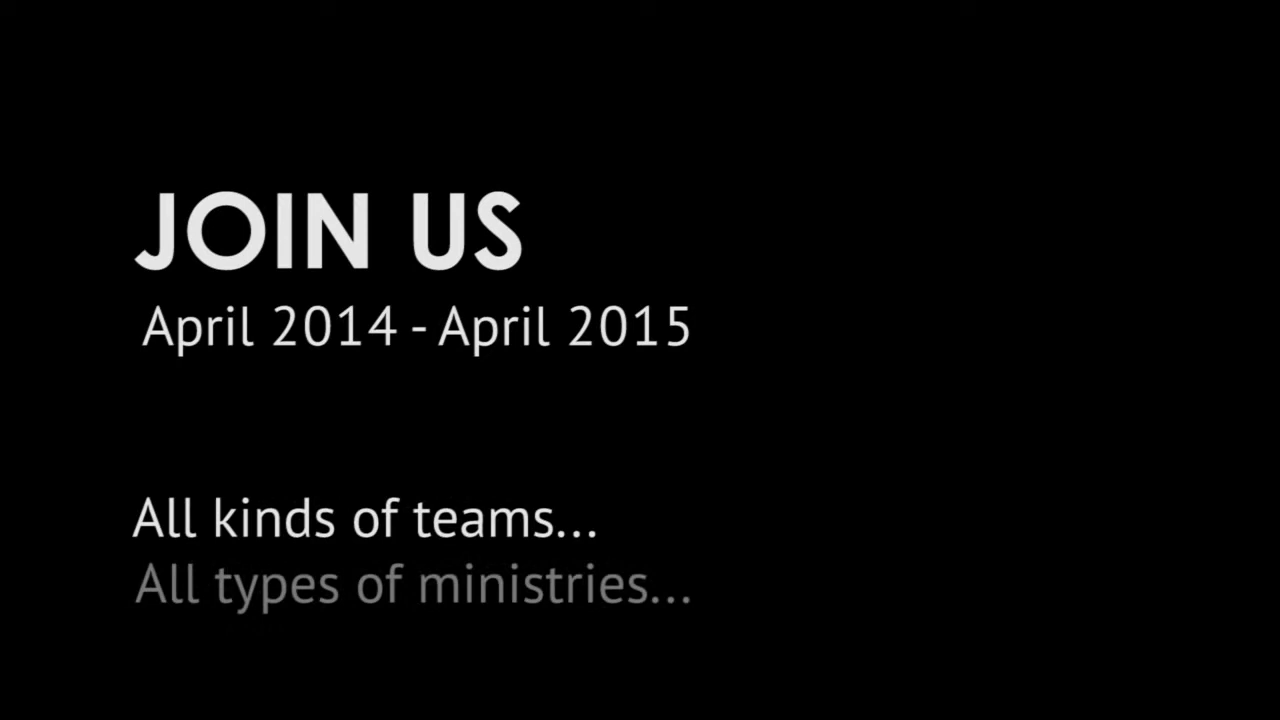 JOIN US
April 2014 - April 2015
All kinds of teams...
All types of ministries...